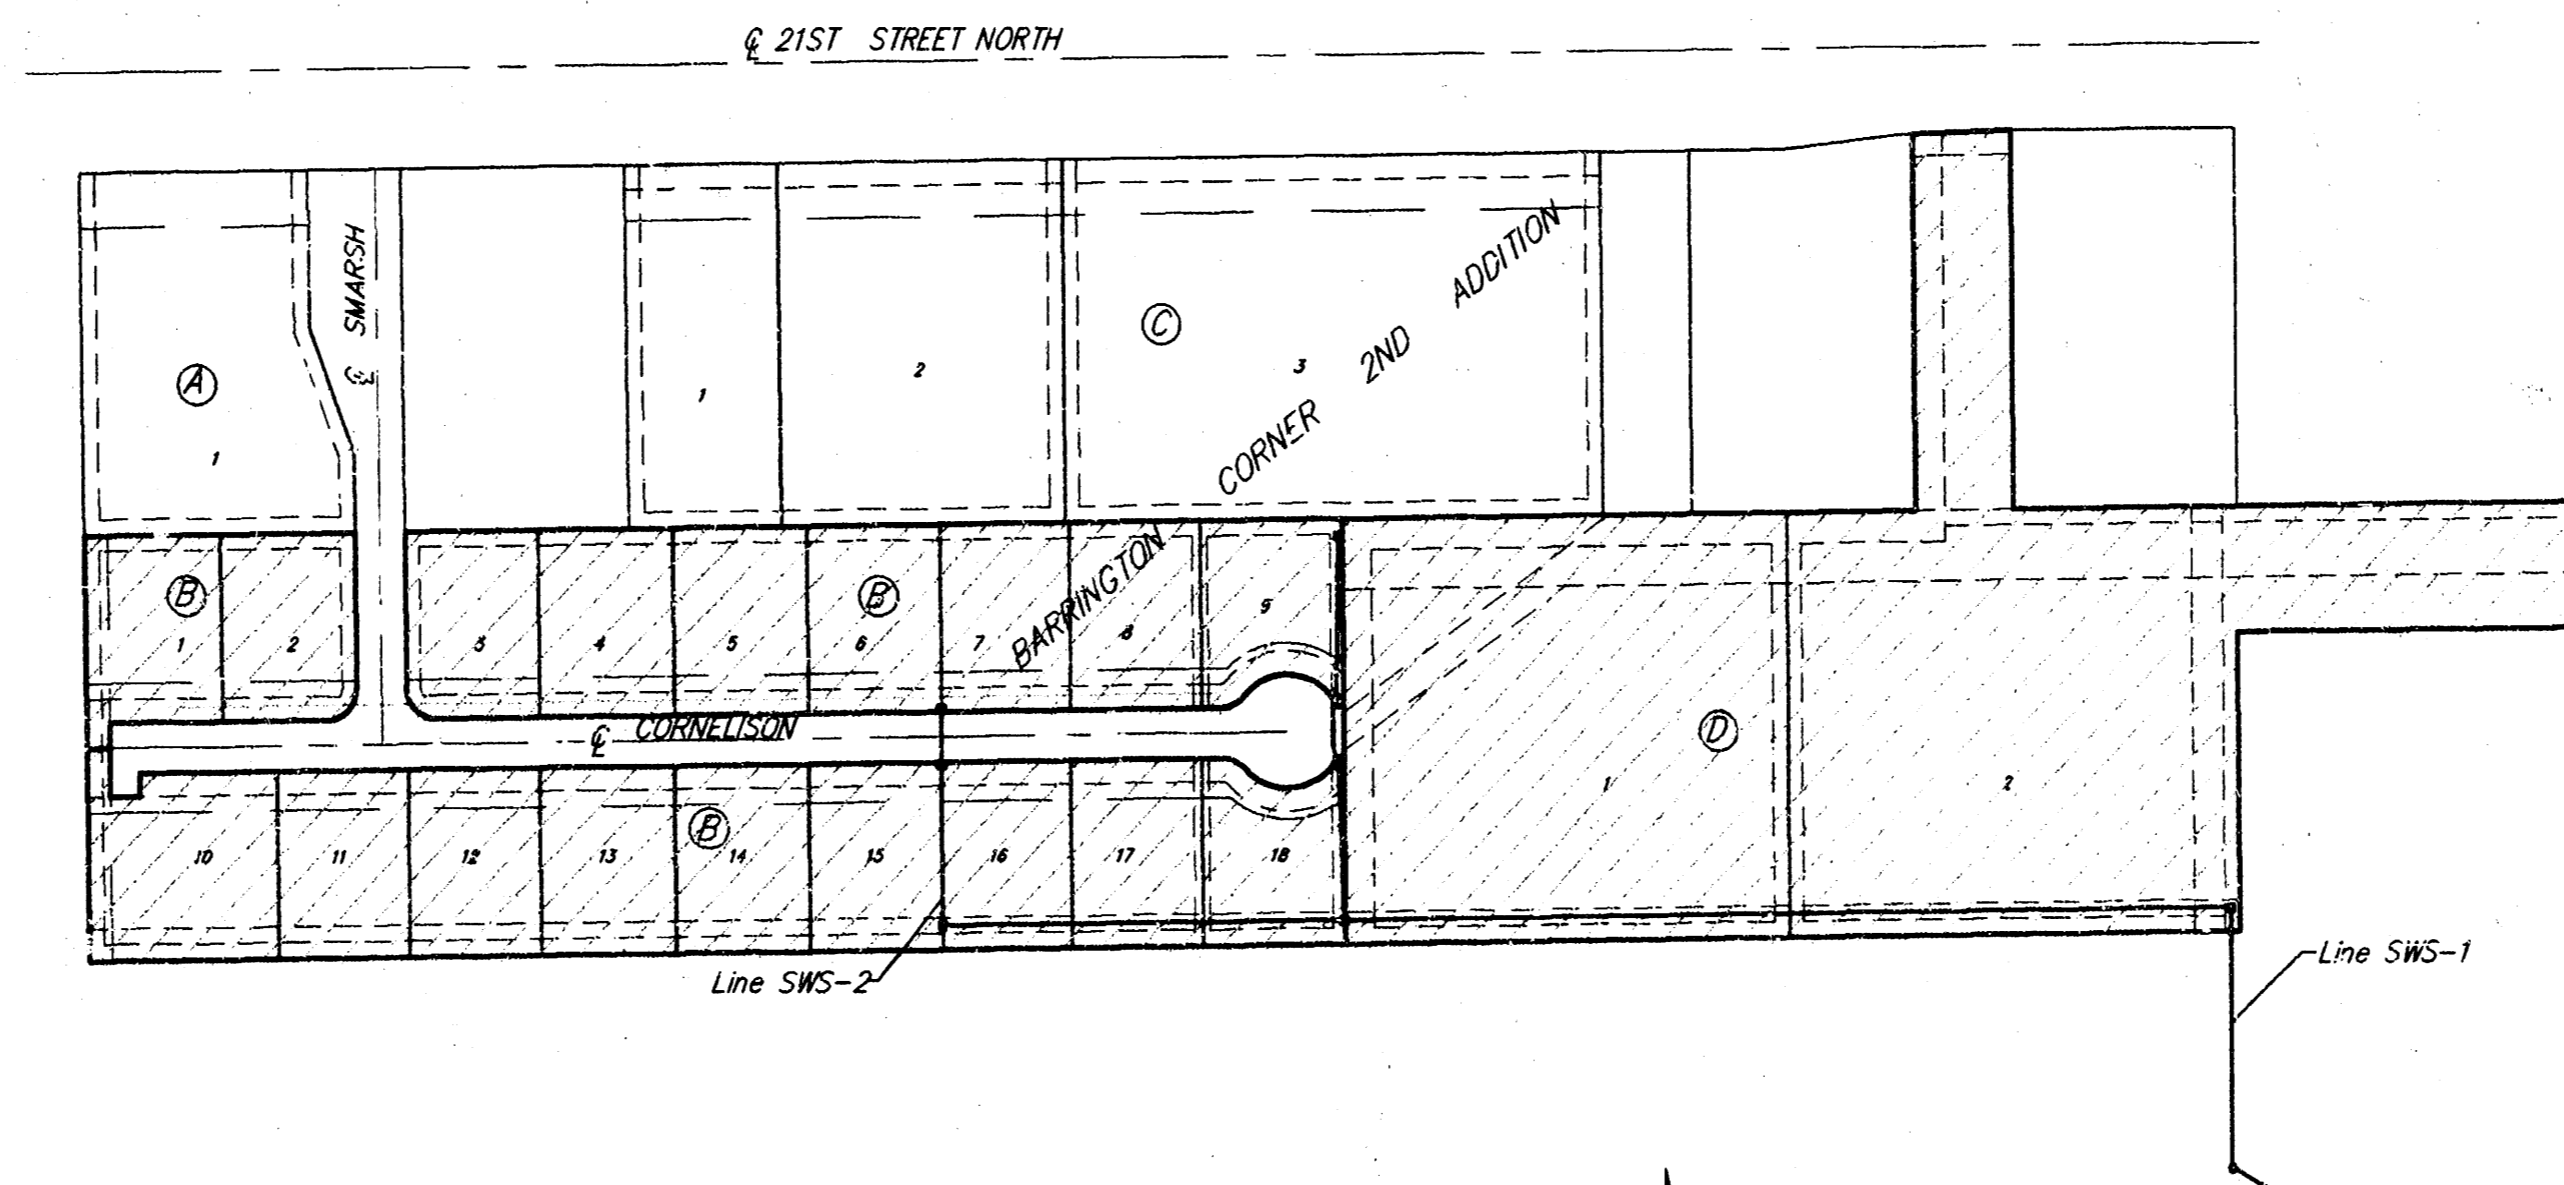 ℄ 21ST STREET NORTH
℄ SMARSH
A
1
1
2
C
3
BARRINGTON CORNER 2ND ADDITION
B
1
2
3
4
5
B
6
7
8
9
℄ CORNELISON
D
1
2
B
10
11
12
13
14
15
16
17
18
Line SWS-2
Line SWS-1